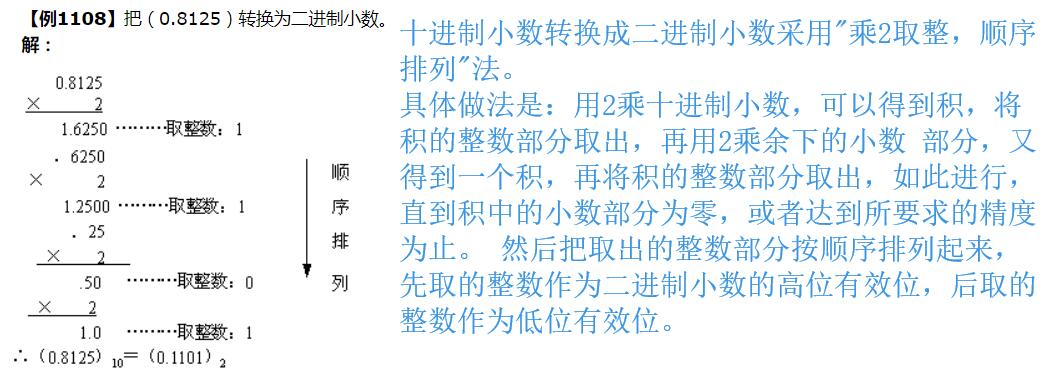 【例1108】把（0.8125）转换为二进制小数。
解：
0.8125
× 2
1.6250 ………取整数：1
. 6250
× 2
1.2500 ………取整数：1
. 25
× 2
.50 ………取整数：0
× 2
1.0 ………取整数：1
顺
序
排
列
∴（0.8125）10＝（0.1101）2
十进制小数转换成二进制小数采用"乘2取整，顺序
排列"法。
具体做法是：用2乘十进制小数，可以得到积，将
积的整数部分取出，再用2乘余下的小数 部分，又
得到一个积，再将积的整数部分取出，如此进行，
直到积中的小数部分为零，或者达到所要求的精度
为止。 然后把取出的整数部分按顺序排列起来，
先取的整数作为二进制小数的高位有效位，后取的
整数作为低位有效位。